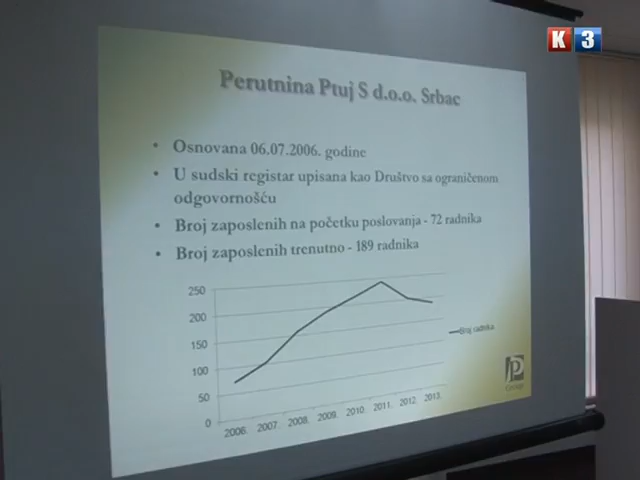 K 3
Perutnina Ptuj S d.o.o. Srbac
• Osnovana 06.07.2006. godine
• U sudski registar upisana kao Društvo sa ograničenom
odgovornošću
• Broj zaposlenih na početku poslovanja - 72 radnika
• Broj zaposlenih trenutno - 189 radnika
250
200
150
100
50
0
2006. 2007. 2008. 2009. 2010. 2011. 2012. 2013.
Broj radnika
P
Group